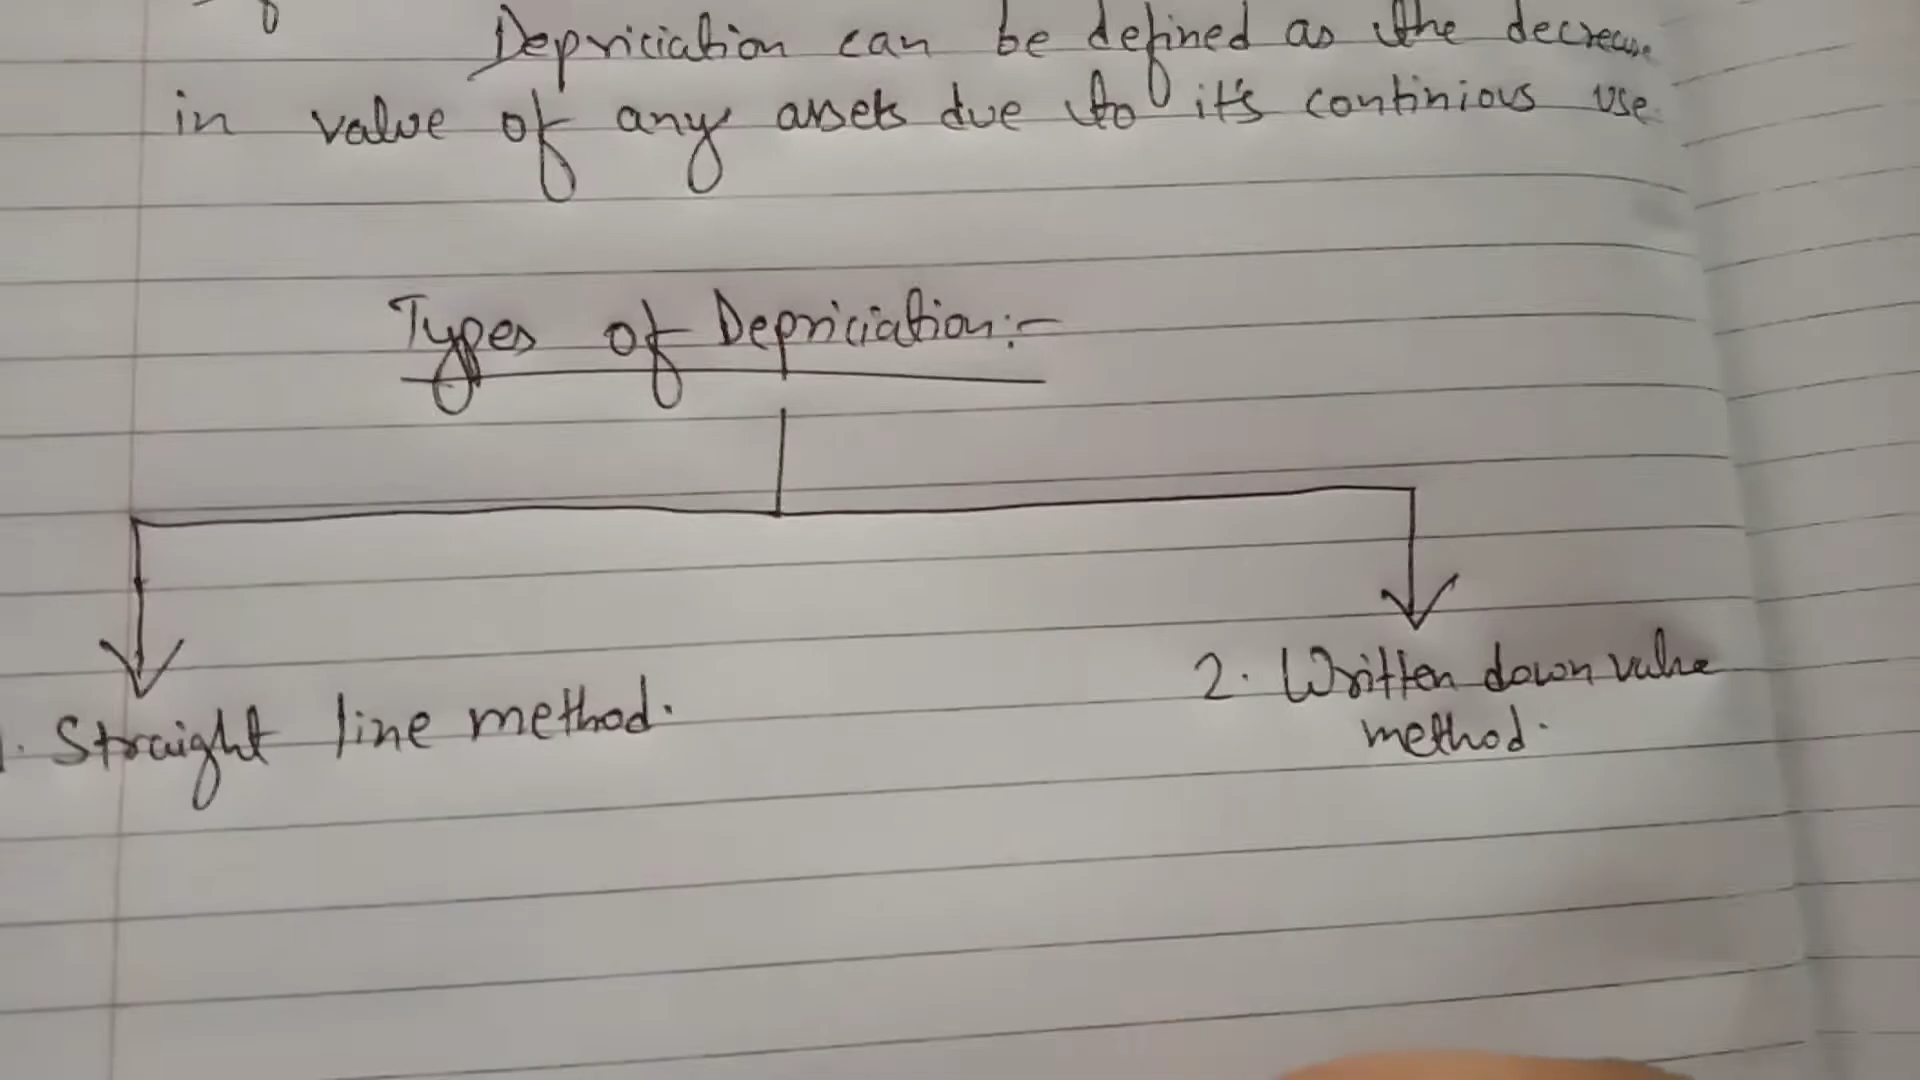 Depriciation can be defined as the decrease
in value of any assets due to it's continious use
Types of Depriciation:-
1. Straight line method.
2. Written down value
method.